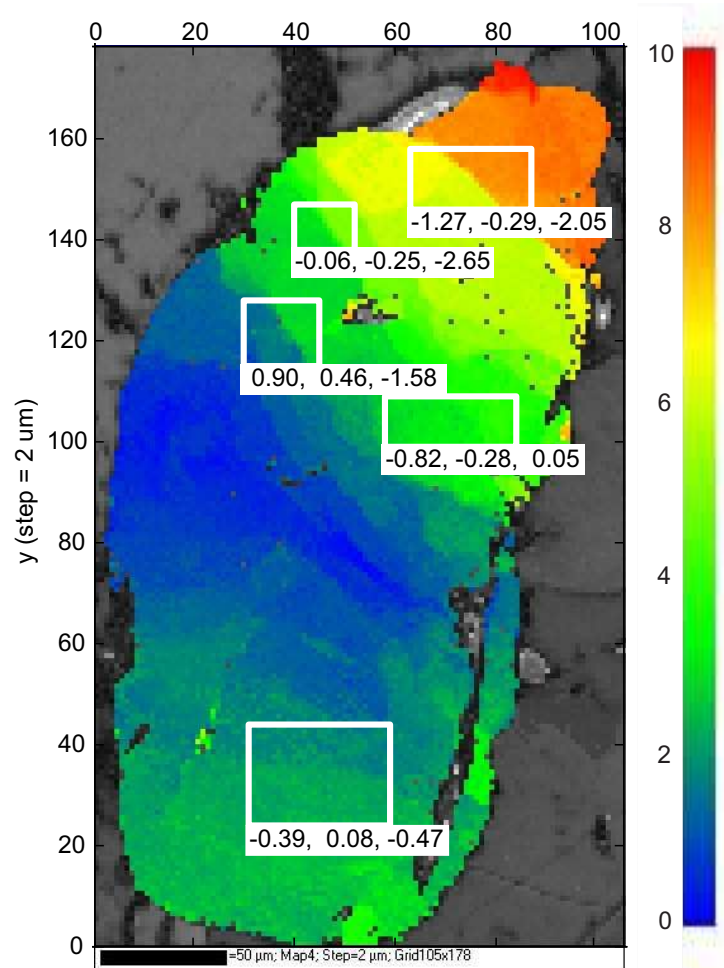 0 20 40 60 80 100
10
160
-1.27, -0.29, -2.05
8
140
-0.06, -0.25, -2.65
120
0.90, 0.46, -1.58
6
100
-0.82, -0.28, 0.05
y (step = 2 um)
80
4
60
40
2
-0.39, 0.08, -0.47
20
0
0
=50 µm; Map4; Step=2 µm; Grid105x178